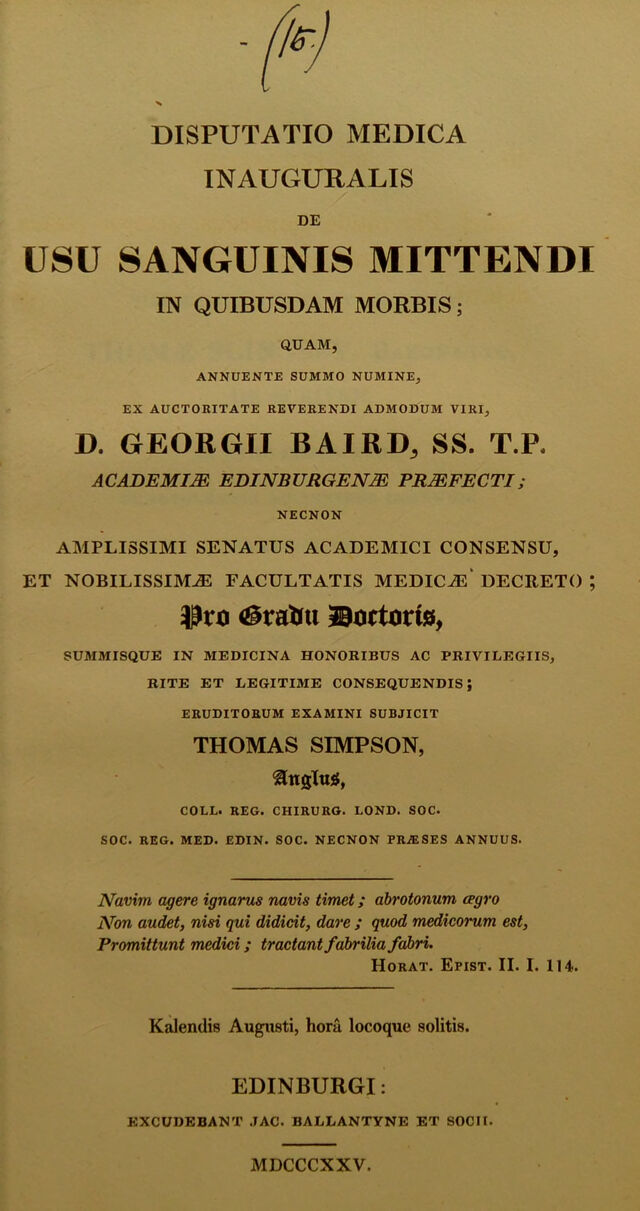 (15.)
DISPUTATIO MEDICA
INAUGURALIS
DE
USU SANGUINIS MITTENDI
IN QUIBUSDAM MORBIS;
QUAM,
ANNUENTE SUMMO NUMINE,
EX AUCTORITATE REVERENDI ADMODUM VIRI,
D. GEORGII BAIRD, SS. T.P.
ACADEMIÆ EDINBURGENÆ PRÆFECTI;
NECNON
AMPLISSIMI SENATUS ACADEMICI CONSENSU,
ET NOBILISSIMÆ FACULTATIS MEDICÆ DECRETO;
Pro Gradu Doctoris,
SUMMISQUE IN MEDICINA HONORIBUS AC PRIVILEGIIS,
RITE ET LEGITIME CONSEQUENDIS;
ERUDITORUM EXAMINI SUBJICIT
THOMAS SIMPSON,
Anglus,
COLL. REG. CHIRURG. LOND. SOC.
SOC. REG. MED. EDIN. SOC. NECNON PRÆSES ANNUUS.
Navim agere ignarus navis timet; abrotonum ægro
Non audet, nisi qui didicit, dare; quod medicorum est,
Promittunt medici; tractant fabrilia fabri.
HORAT. EPIST. II. I. 114.
Kalendis Augusti, horâ locoque solitis.
EDINBURGI:
EXCUDEBANT JAC. BALLANTYNE ET SOCII.
MDCCCXXV.